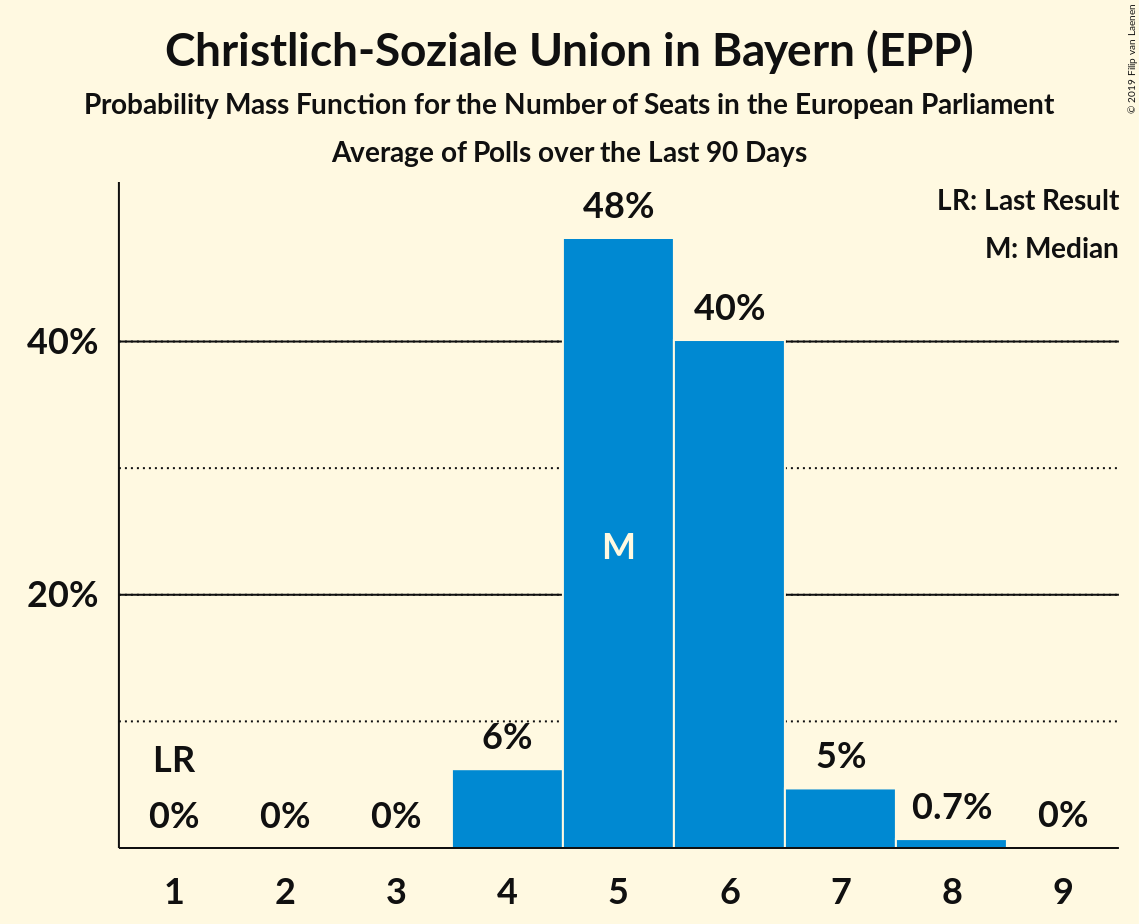 Christlich-Soziale Union in Bayern (EPP)
Probability Mass Function for the Number of Seats in the European Parliament
Average of Polls over the Last 90 Days
© 2019 Filip van Laenen
LR: Last Result
M: Median
48%
40%
40%
M
20%
6%
5%
LR
0.7%
0%
0%
0%
0%
1 2 3 4 5 6 7 8 9